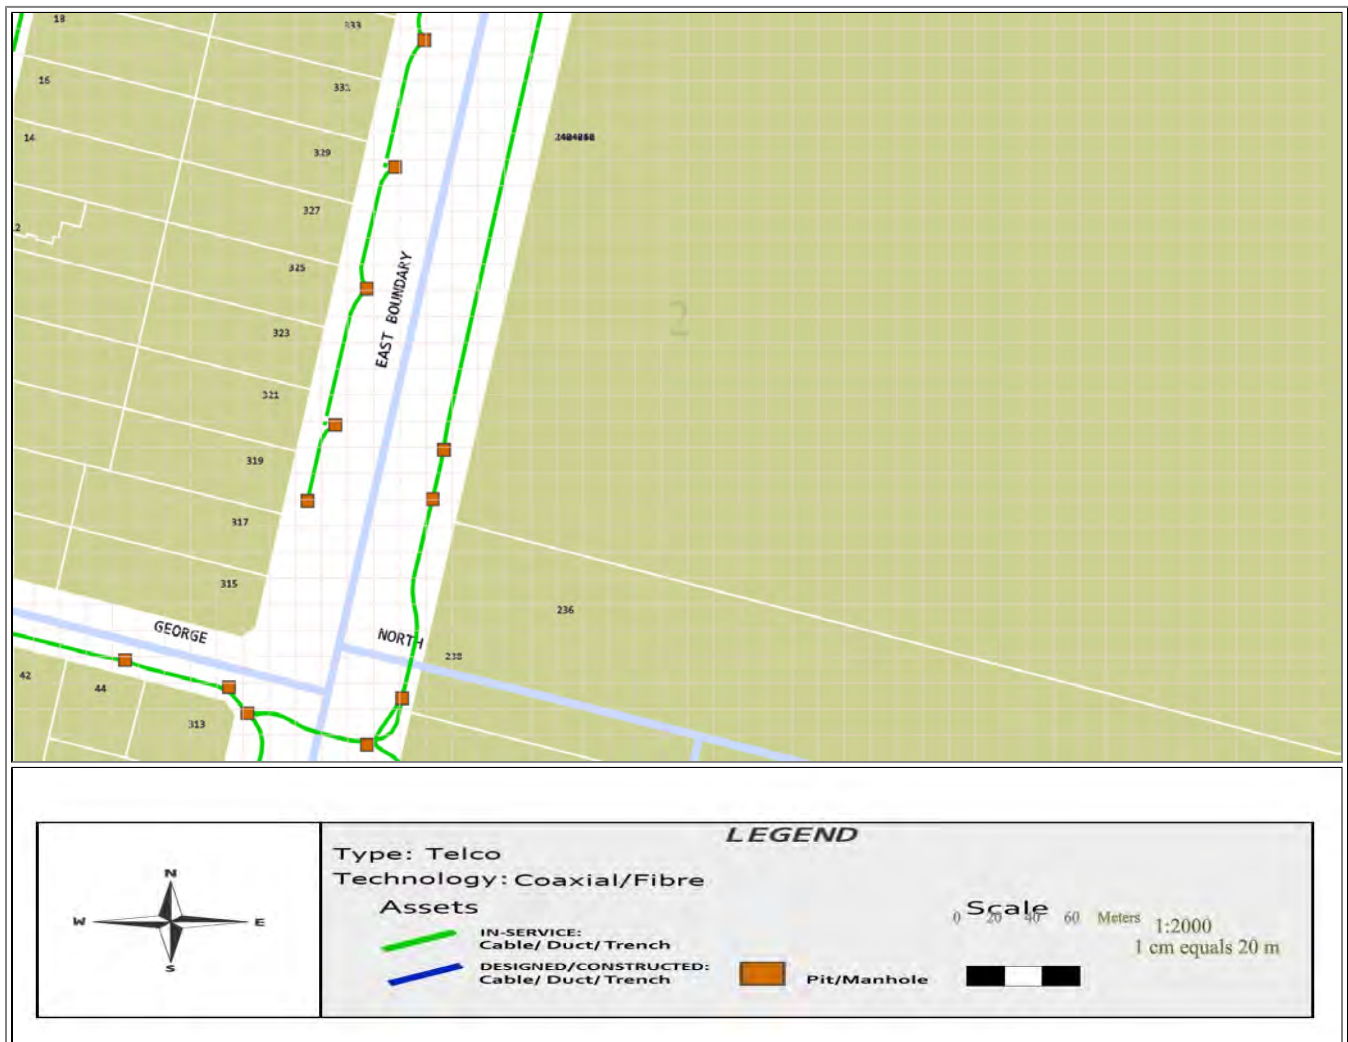 18
333
16
331
14
329
327
325
EAST BOUNDARY
2
323
321
319
317
315
236
GEORGE
NORTH
238
42
44
313
LEGEND
Type: Telco
Technology: Coaxial/Fibre
Assets
IN-SERVICE:
Cable/ Duct/ Trench
DESIGNED/CONSTRUCTED:
Cable/ Duct/ Trench
Pit/Manhole
Scale
0 20 40 60 Meters
1:2000
1 cm equals 20 m
N
W
E
S